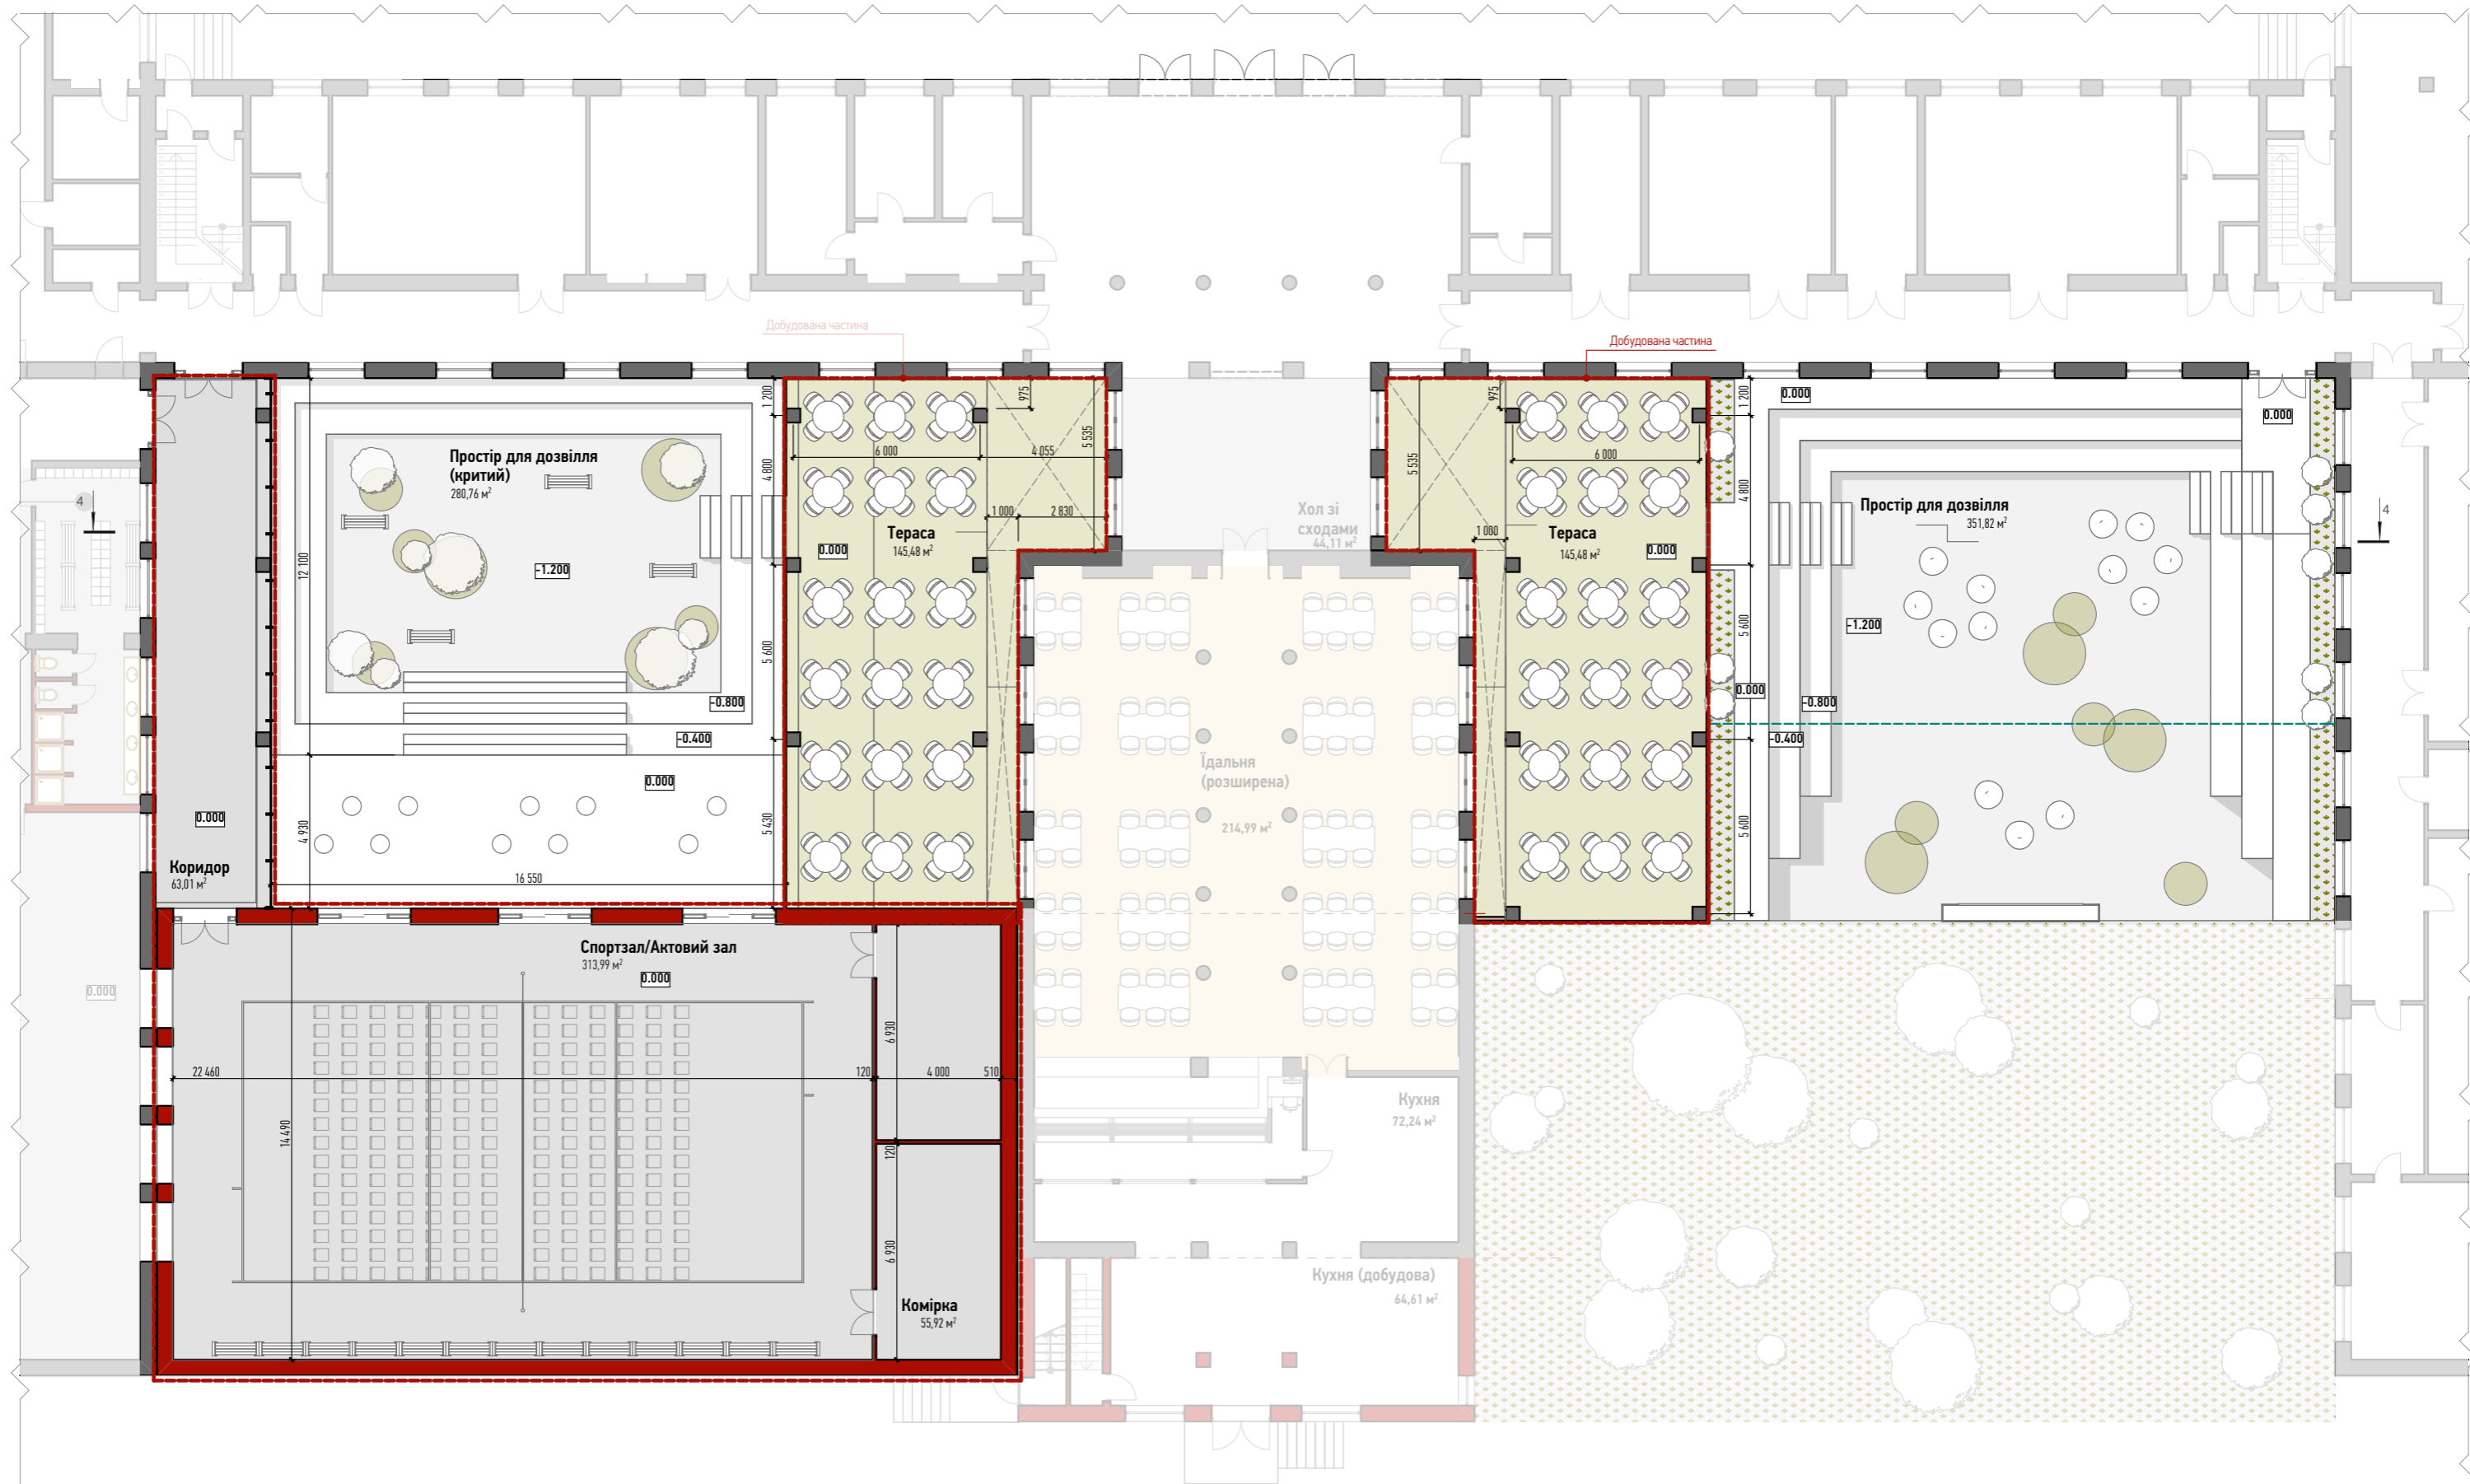 Добудована частина
Добудована частина
1 200
975
5 535
6 000
4 055
4 800
1 000
2 830
Простір для дозвілля
(критий)
280,76 м²
-1.200
12 100
Тераса
145,48 м²
0.000
5 600
-0.800
-0.400
0.000
4 930
5 430
16 550
0.000
Коридор
63,01 м²
4
Хол зі
сходами
44,11 м²
975
5 535
6 000
1 000
Тераса
145,48 м²
0.000
1 200
4 800
5 600
0.000
5 600
0.000
0.000
Простір для дозвілля
351,82 м²
-1.200
-0.800
-0.400
4
Їдальня
(розширена)
214,99 м²
Спортзал/Актовий зал
313,99 м²
0.000
0.000
22 460
120
4 000
510
6 930
14 490
120
6 930
Комірка
55,92 м²
Кухня
72,24 м²
Кухня (добудова)
64,61 м²